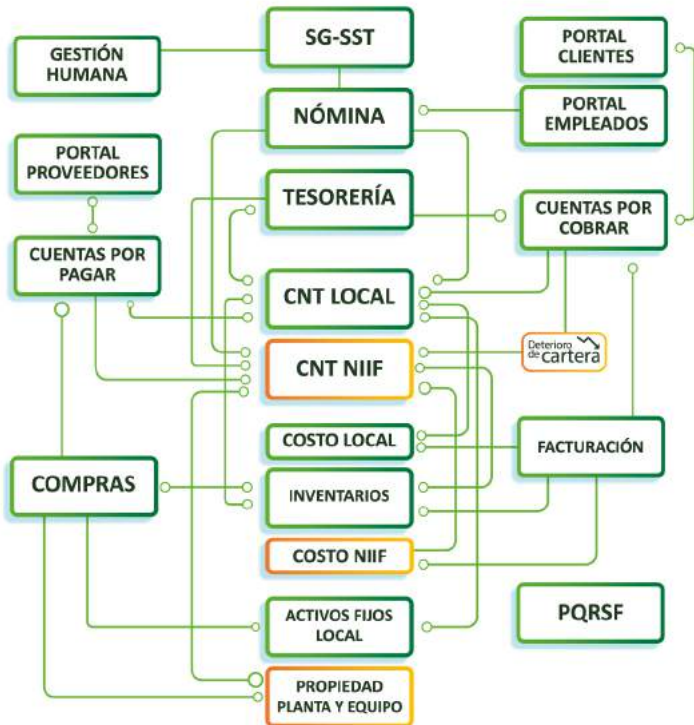 SG-SST
GESTIÓN
HUMANA
PORTAL
CLIENTES
NÓMINA
PORTAL
EMPLEADOS
PORTAL
PROVEEDORES
TESORERÍA
CUENTAS POR
COBRAR
CUENTAS POR
PAGAR
CNT LOCAL
Deterioro
de cartera
CNT NIIF
COSTO LOCAL
FACTURACIÓN
COMPRAS
INVENTARIOS
COSTO NIIF
ACTIVOS FIJOS
LOCAL
PQRSF
PROPIEDAD
PLANTA Y EQUIPO